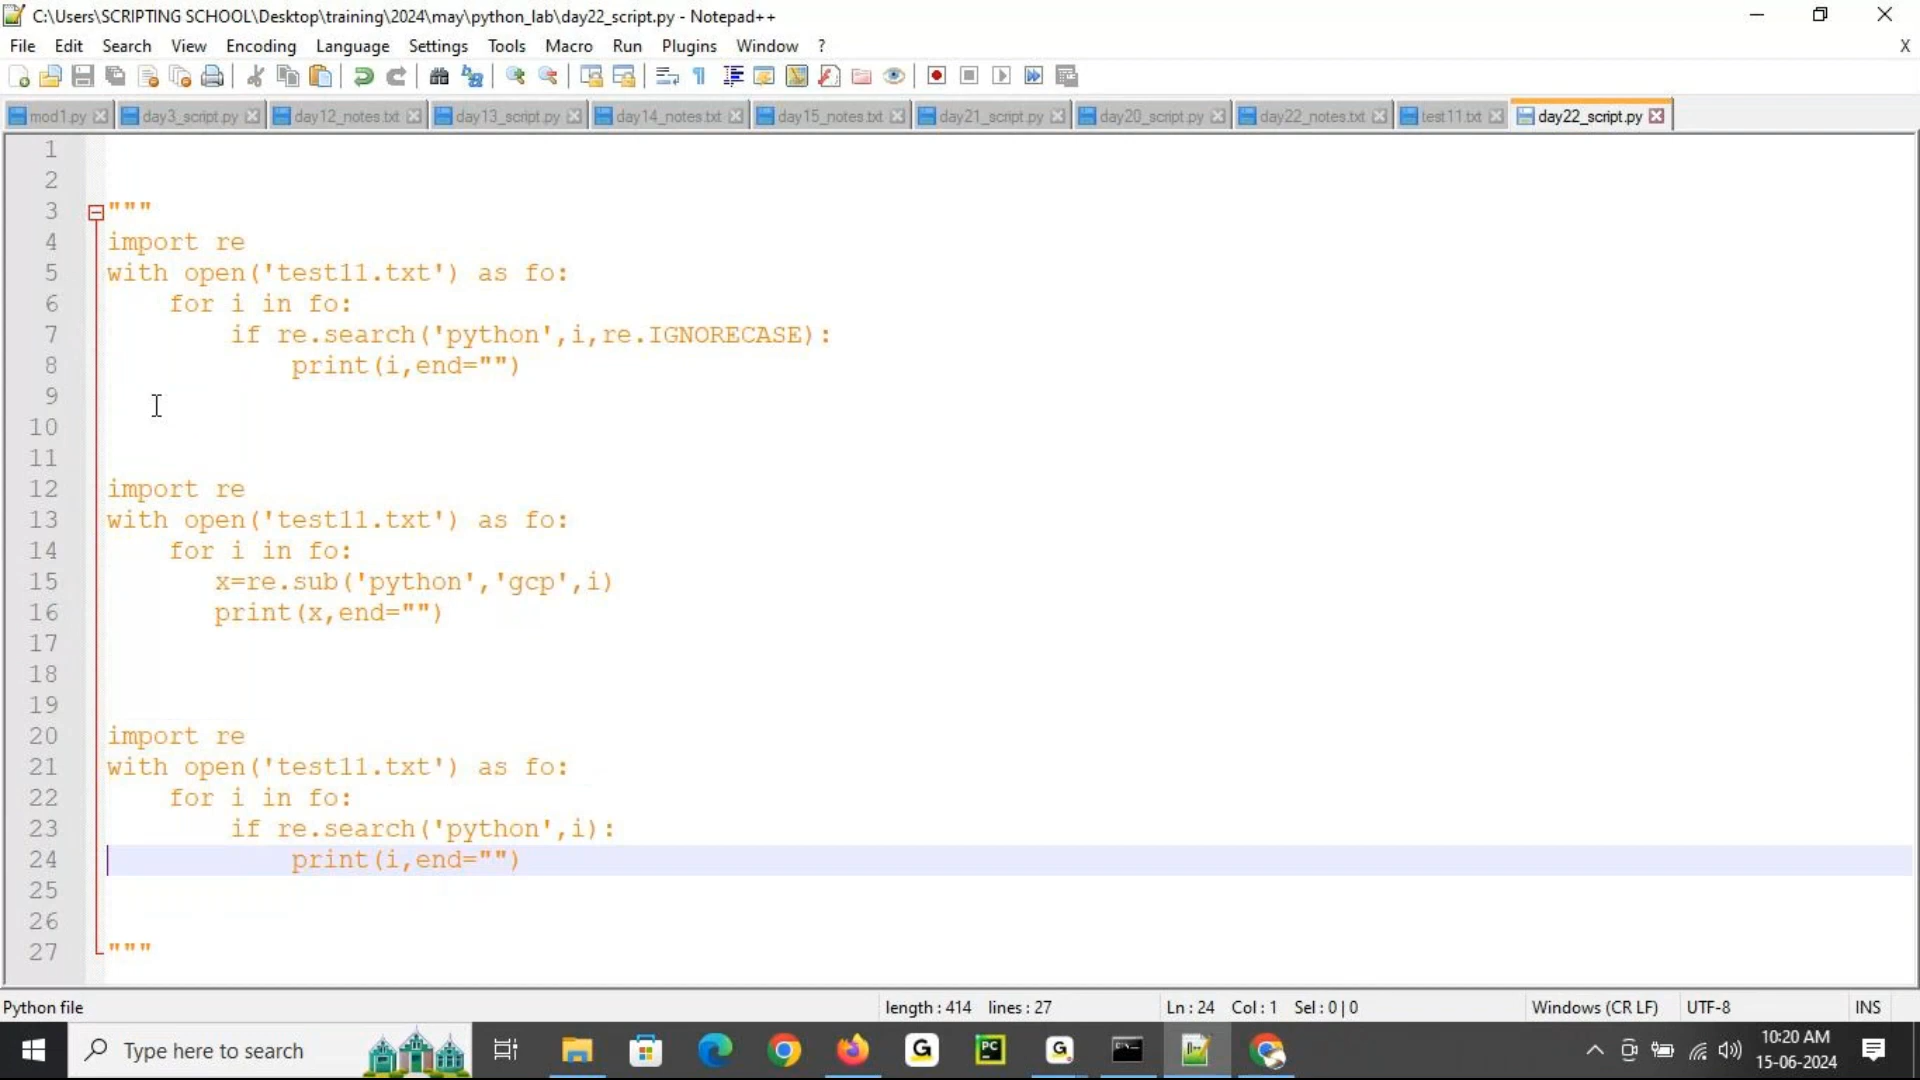 C:\Users\SCRIPTING SCHOOL\Desktop\training\2024\may\python_lab\day22_script.py - Notepad++
File Edit Search View Encoding Language Settings Tools Macro Run Plugins Window ? X
mod1.py day3_script.py day12_notes.txt day13_script.py day14_notes.txt day15_notes.txt day21_script.py day20_script.py day22_notes.txt test11.txt day22_script.py
1
2
3 """
4 import re
5 with open('test11.txt') as fo:
6 for i in fo:
7 if re.search('python',i,re.IGNORECASE):
8 print(i,end="")
9
10
11
12 import re
13 with open('test11.txt') as fo:
14 for i in fo:
15 x=re.sub('python','gcp',i)
16 print(x,end="")
17
18
19
20 import re
21 with open('test11.txt') as fo:
22 for i in fo:
23 if re.search('python',i):
24 print(i,end="")
25
26
27 """
Python file length : 414 lines : 27 Ln : 24 Col : 1 Sel : 0 | 0 Windows (CR LF) UTF-8 INS
Type here to search
10:20 AM
15-06-2024